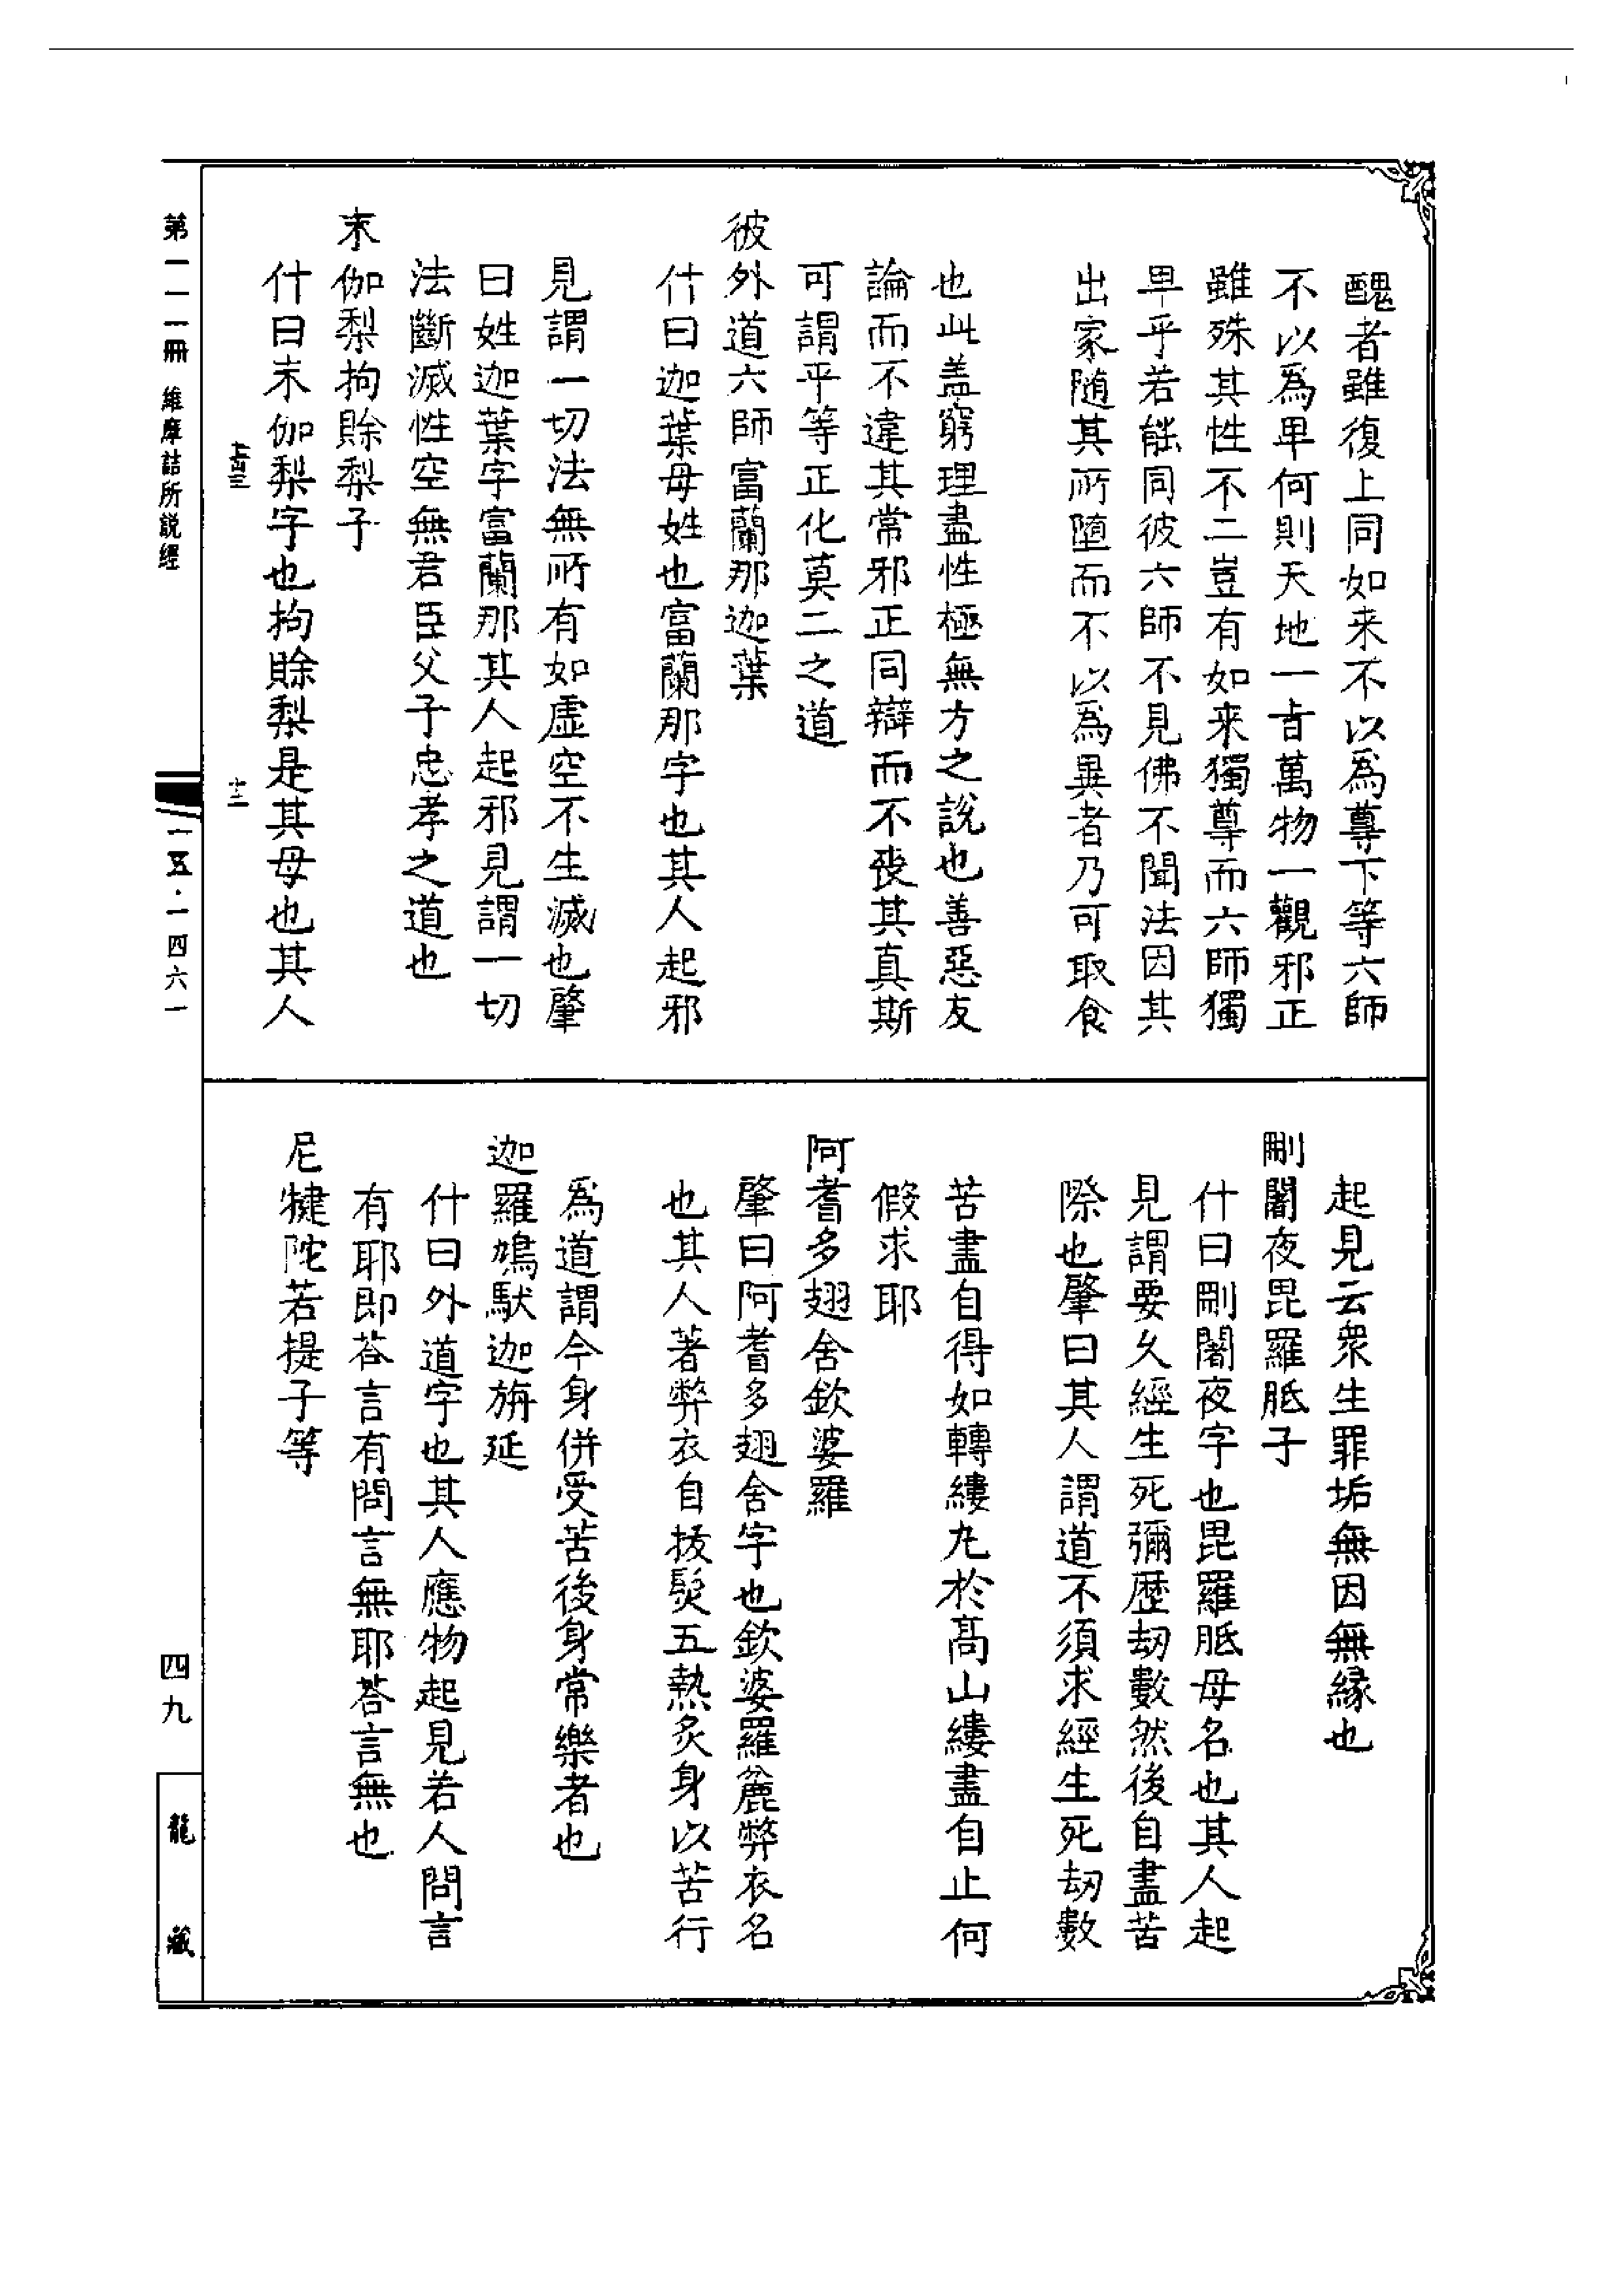 醜者雖復上同如来不以為尊下等六師
不以為卑何則天地一旨萬物一觀邪正
雖殊其性不二豈有如来獨尊而六師獨
卑乎若能同彼六師不見佛不聞法因其
出家隨其所墮而不以為異者乃可取食
也此盖窮理盡性極無方之說也善惡友
論而不違其常邪正同辯而不喪其真斯
可謂平等正化莫二之道
彼外道六師富蘭那迦葉
什曰迦葉母姓也富蘭那字也其人起邪
見謂一切法無所有如虛空不生滅也肇
曰姓迦葉字富蘭那其人起邪見謂一切
法斷滅性空無君臣父子忠孝之道也
末伽梨拘賖梨子
什曰末伽梨字也拘賖梨是其母也其人
起見云衆生罪垢無因無縁也
刪闍夜毘羅胝子
什曰刪闍夜字也毘羅胝母名也其人起
見謂要久經生死彌歷劫數然後自盡苦
際也肇曰其人謂道不須求經生死劫數
苦盡自得如轉縷丸於高山縷盡自止何
假求耶
阿耆多翅舍欽婆羅
肇曰阿耆多翅舍字也欽婆羅麁弊衣名
也其人著弊衣自拔髮五熱炙身以苦行
為道謂今身併受苦後身常樂者也
迦羅鳩馱迦旃延
什曰外道字也其人應物起見若人問言
有耶即荅言有問言無耶荅言無也
尼犍陀若提子等
第一一一冊 維摩詰所説經
一五·一四六一
四九
龍藏